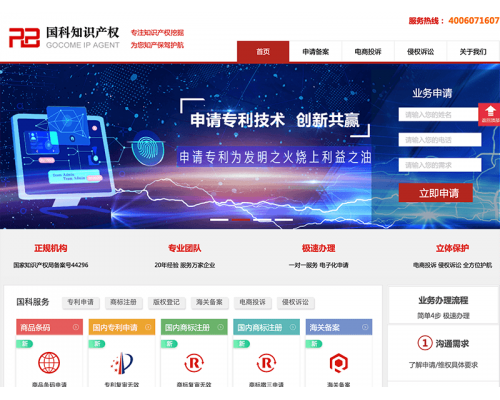 国科知识产权
GOCOME IP AGENT
专注知识产权挖掘
为您知产保驾护航
服务热线： 4006071607
首页 申请备案 电商投诉 侵权诉讼 关于我们
申请专利技术 创新共赢
申请专利为发明之火烧上利益之油
业务申请
请输入您的姓名
请输入您的电话
请输入您的需求
立即申请
正规机构
国家知识产权局备案号44296
专业团队
20年经验 服务万家企业
极速办理
一对一服务 电子化申请
立体保护
电商投诉 侵权诉讼 全方位护航
国科服务 专利申请 商标注册 版权登记 海关备案 电商投诉 侵权诉讼
商品条码 国内专利申请 国内商标注册 国内商标注册 海关备案
新 新 新 新 新
商品条码申请 专利复审无效 商标复审无效 商标撤三申请 海关备案
业务办理流程
简单4步 极速办理
1 沟通需求
了解申请/维权具体要求